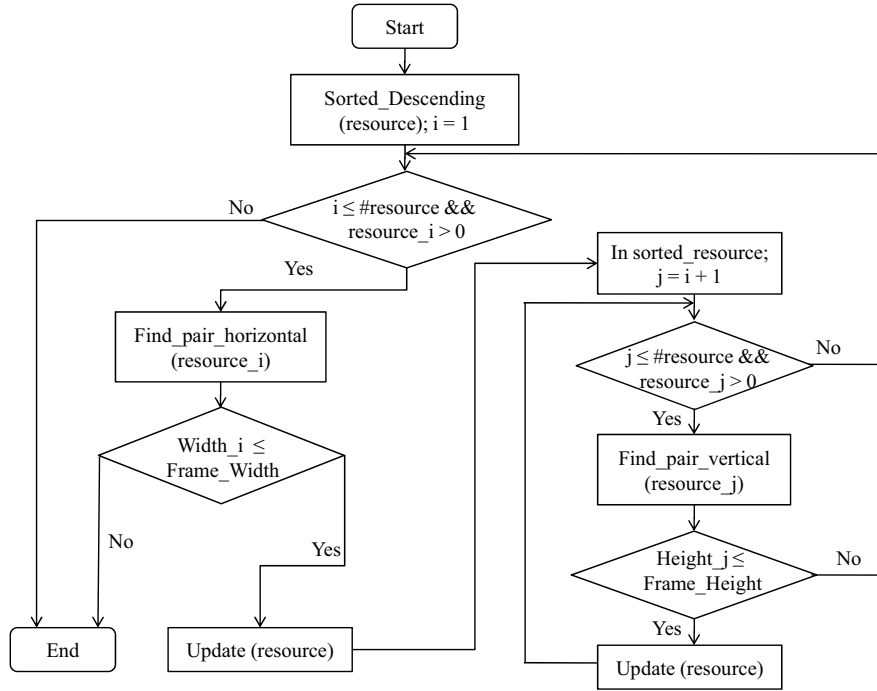 Start
Sorted_Descending
(resource); i = 1
No
i ≤ #resource &&
resource_i > 0
Yes
Find_pair_horizontal
(resource_i)
Width_i ≤
Frame_Width
No
Yes
End
Update (resource)
In sorted_resource;
j = i + 1
j ≤ #resource &&
resource_j > 0
No
Yes
Find_pair_vertical
(resource_j)
Height_j ≤
Frame_Height
No
Yes
Update (resource)